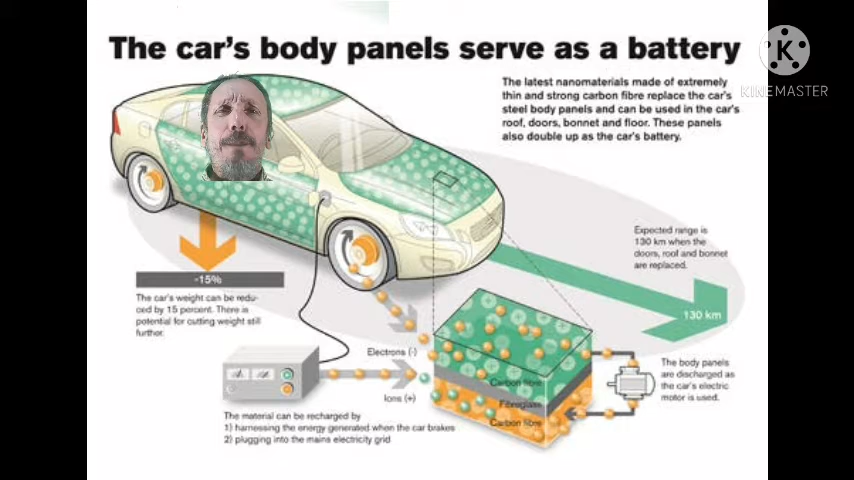 The car's body panels serve as a battery
K
KINEMASTER
The latest nanomaterials made of extremely
thin and strong carbon fibre replace the car's
steel body panels and can be used in the car's
roof, doors, bonnet and floor. These panels
also double up as the car's battery.
Expected range is
130 km when the
doors, roof and bonnet
are replaced.
130 km
-15%
The car's weight can be redu-
ced by 15 percent. There is
potential for cutting weight still
further.
Electrons (-)
Ions (+)
Carbon fibre
Fibreglass
Carbon fibre
The body panels
are discharged as
the car's electric
motor is used.
The material can be recharged by
1) harnessing the energy generated when the car brakes
2) plugging into the mains electricity grid